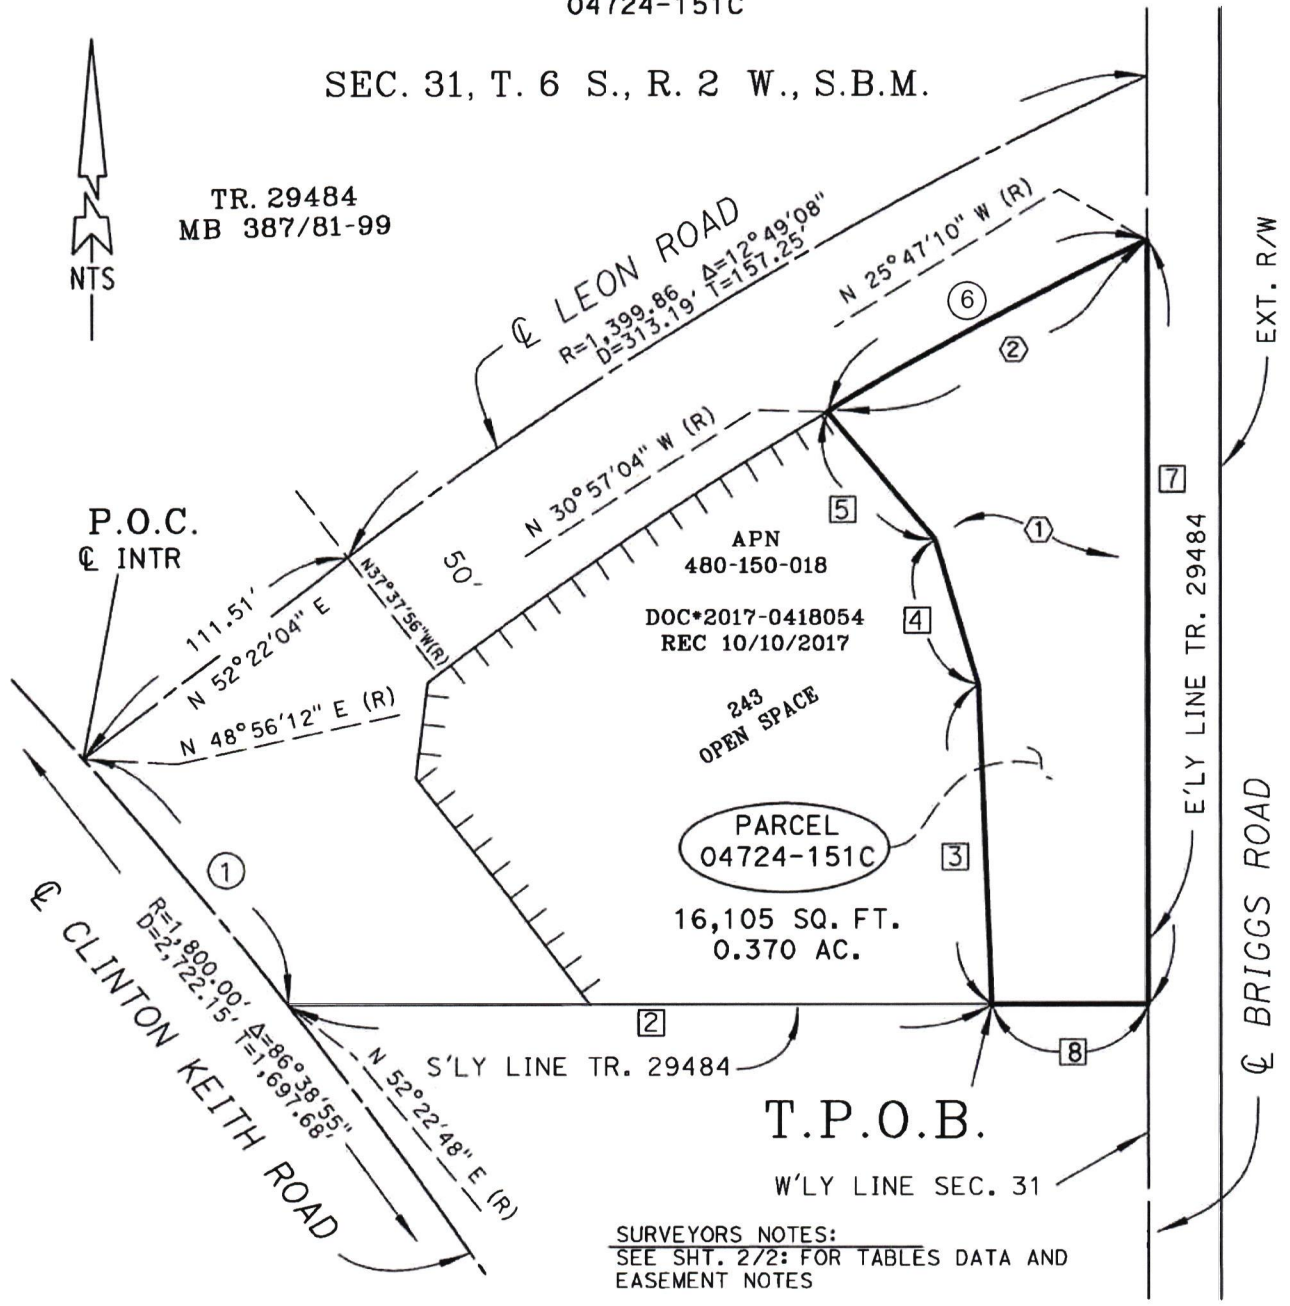 04724-151C
SEC. 31, T. 6 S., R. 2 W., S.B.M.
TR. 29484
MB 387/81-99
NTS
℄ LEON ROAD
R=1,399.86 Δ=12°49'08"
D=313.19' T=157.25'
N 25°47'10" W (R)
6
2
EXT. R/W
N 30°57'04" W (R)
7
5
1
P.O.C.
℄ INTR
50'
APN
480-150-018
111.51'
N 52°22'04" E
N37°37'56"W(R)
4
DOC*2017-0418054
REC 10/10/2017
E'LY LINE TR. 29484
N 48°56'12" E (R)
243
OPEN SPACE
PARCEL
04724-151C
3
1
16,105 SQ. FT.
0.370 AC.
℄ BRIGGS ROAD
℄ CLINTON KEITH ROAD
R=1,800.00' Δ=86°38'55"
D=2,722.15' T=1,697.68'
2
8
N 52°22'48" E (R)
S'LY LINE TR. 29484
T.P.O.B.
W'LY LINE SEC. 31
SURVEYORS NOTES:
SEE SHT. 2/2: FOR TABLES DATA AND
EASEMENT NOTES